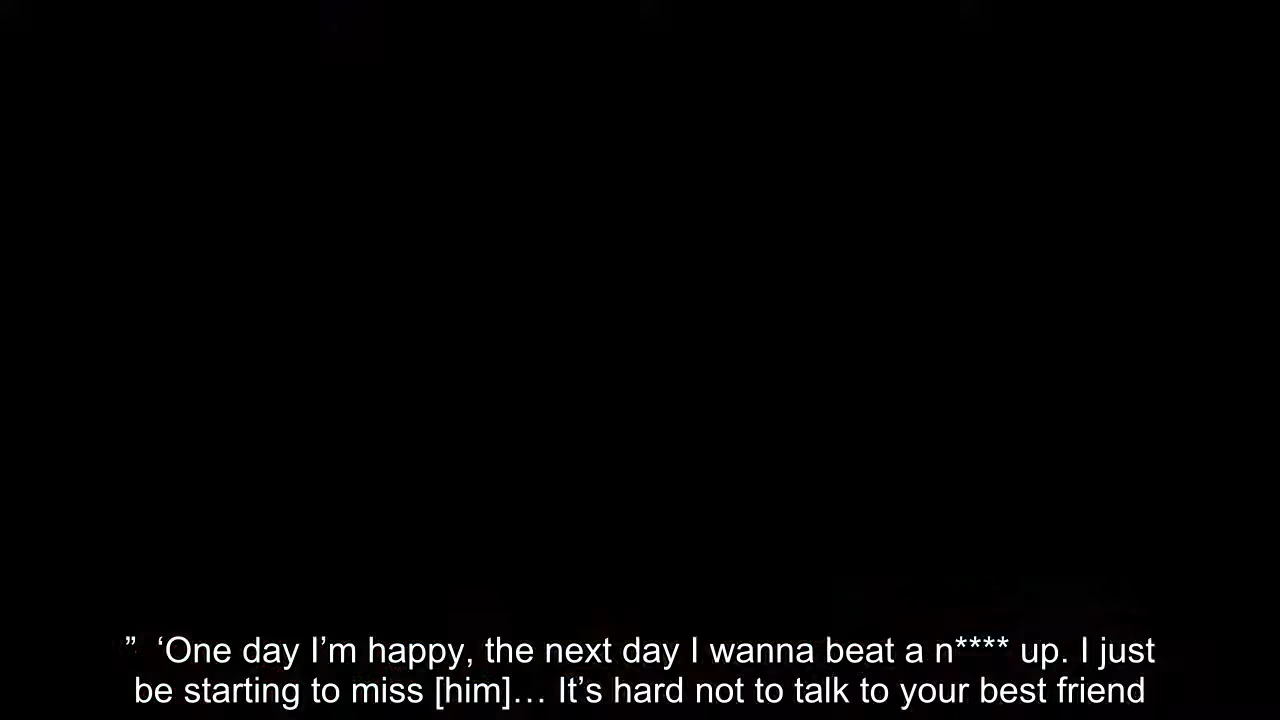 ”  ‘One day I’m happy, the next day I wanna beat a n**** up. I just
be starting to miss [him]… It’s hard not to talk to your best friend